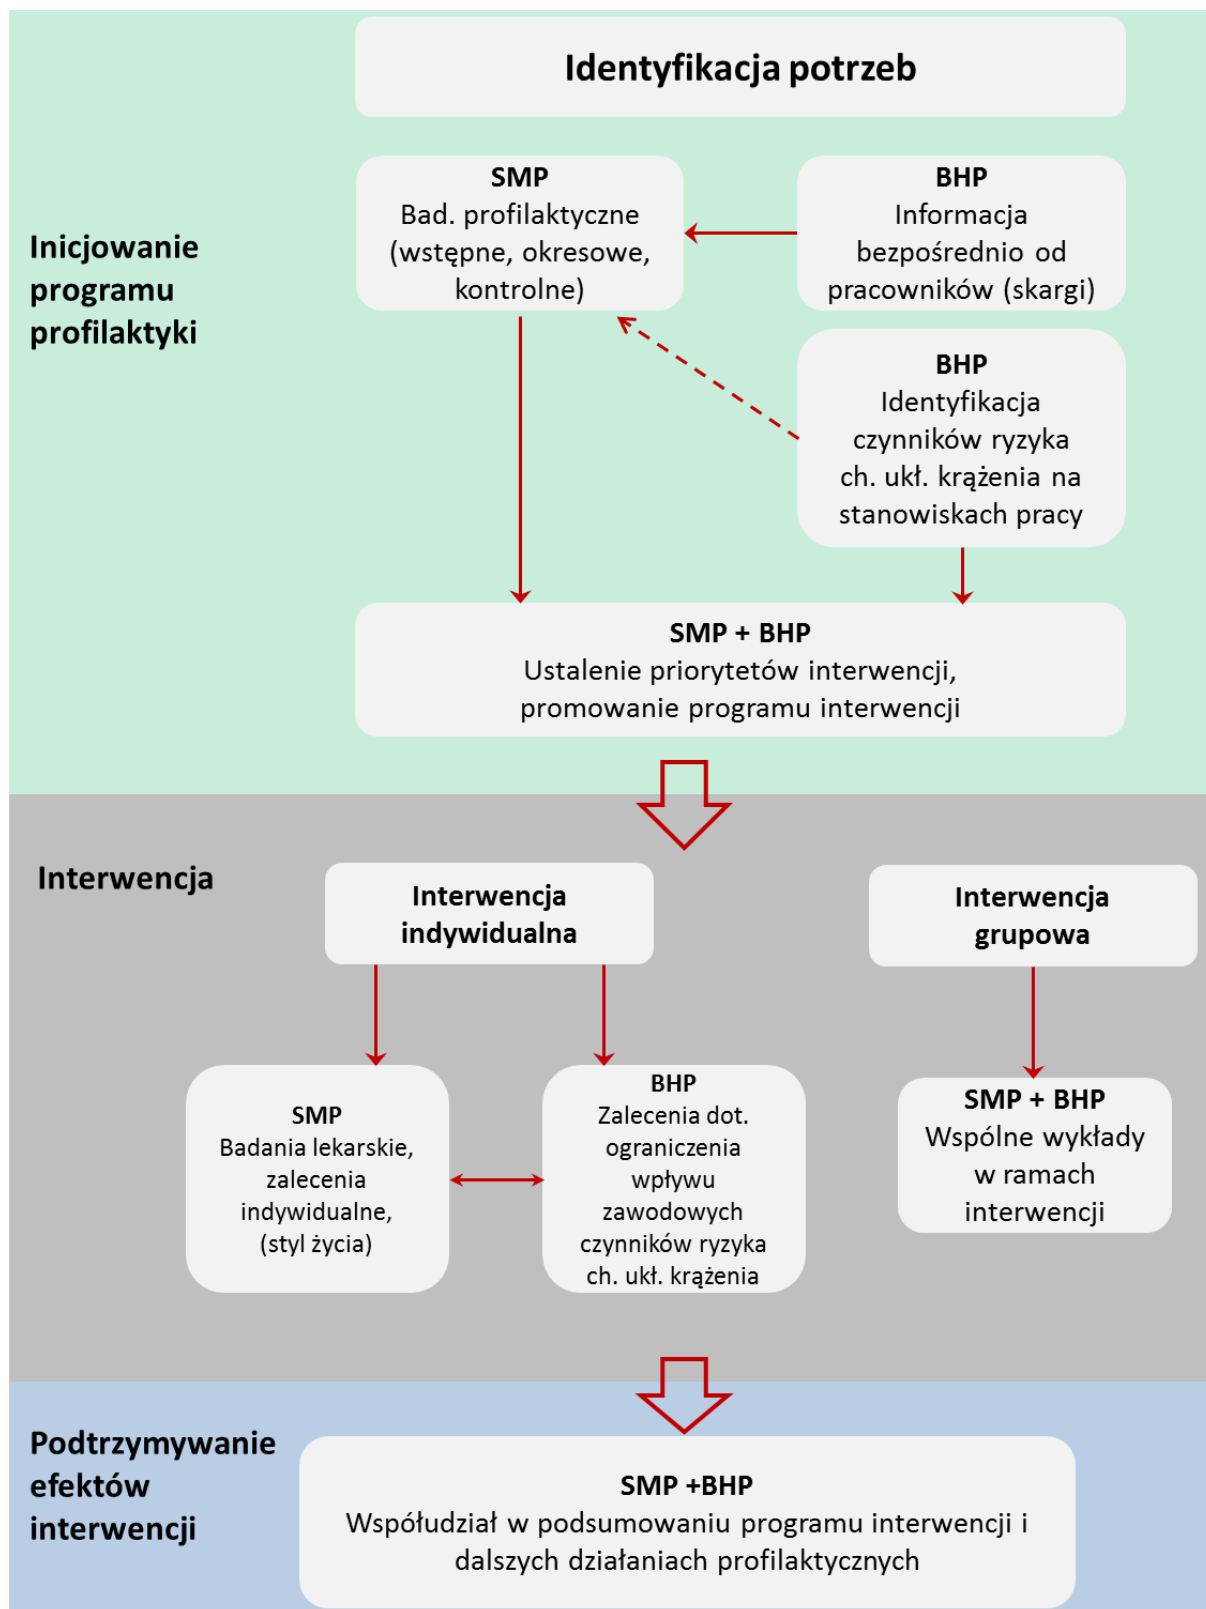 Identyfikacja potrzeb
Inicjowanie
programu
profilaktyki
SMP
Bad. profilaktyczne
(wstępne, okresowe,
kontrolne)
BHP
Informacja
bezpośrednio od
pracowników (skargi)
BHP
Identyfikacja
czynników ryzyka
ch. ukł. krążenia na
stanowiskach pracy
SMP + BHP
Ustalenie priorytetów interwencji,
promowanie programu interwencji
Interwencja
Interwencja
indywidualna
Interwencja
grupowa
SMP
Badania lekarskie,
zalecenia
indywidualne,
(styl życia)
BHP
Zalecenia dot.
ograniczenia
wpływu
zawodowych
czynników ryzyka
ch. ukł. krążenia
SMP + BHP
Wspólne wykłady
w ramach
interwencji
Podtrzymywanie
efektów
interwencji
SMP +BHP
Współudział w podsumowaniu programu interwencji i
dalszych działaniach profilaktycznych